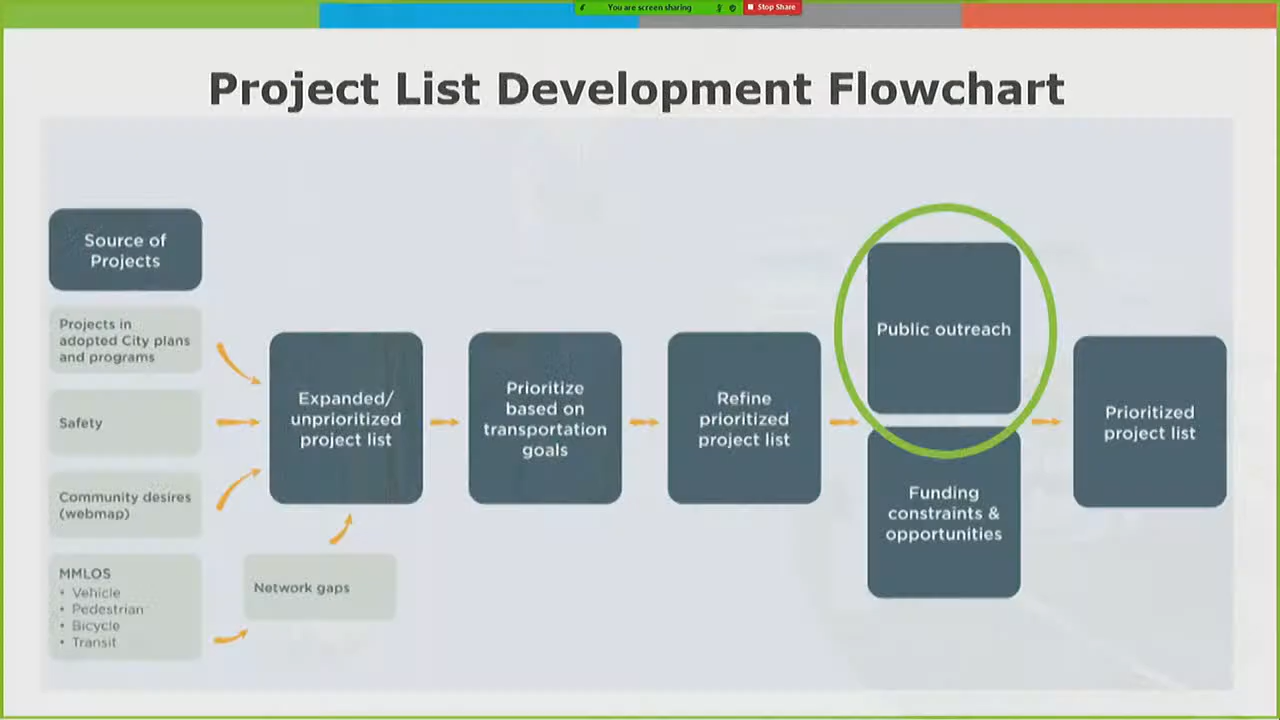 You are screen sharing
Stop Share
Project List Development Flowchart
Source of
Projects
Projects in
adopted City plans
and programs
Safety
Community desires
(webmap)
MMLOS
• Vehicle
• Pedestrian
• Bicycle
• Transit
Network gaps
Expanded/
unprioritized
project list
Prioritize
based on
transportation
goals
Refine
prioritized
project list
Public outreach
Funding
constraints &
opportunities
Prioritized
project list